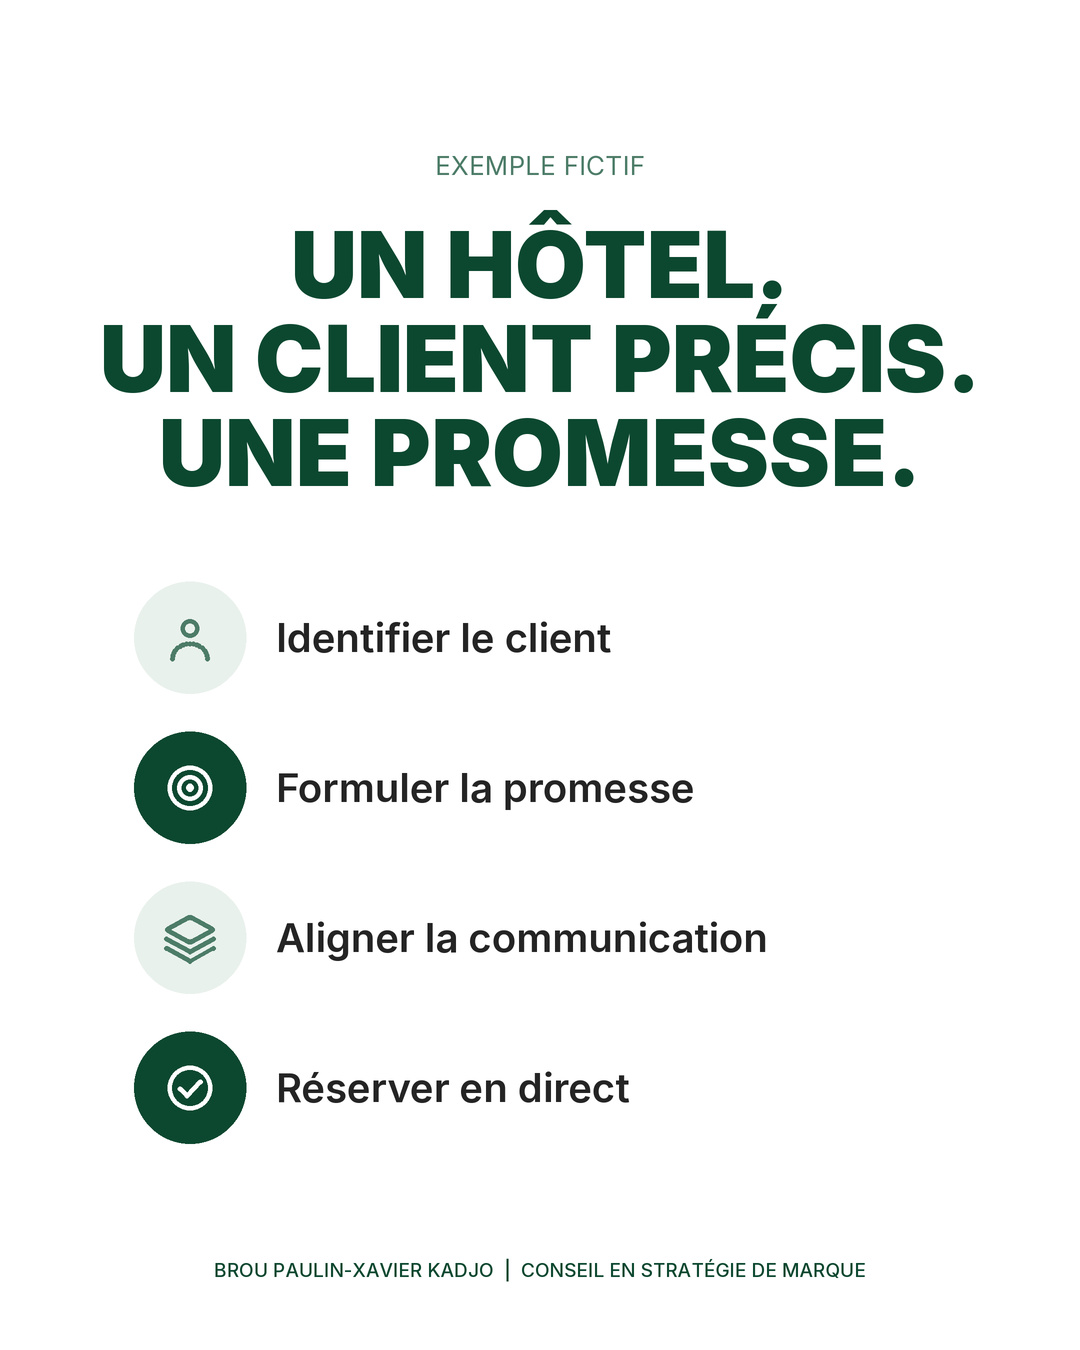 EXEMPLE FICTIF
UN HÔTEL.
UN CLIENT PRÉCIS.
UNE PROMESSE.
Identifier le client
Formuler la promesse
Aligner la communication
Réserver en direct
BROU PAULIN-XAVIER KADJO | CONSEIL EN STRATÉGIE DE MARQUE